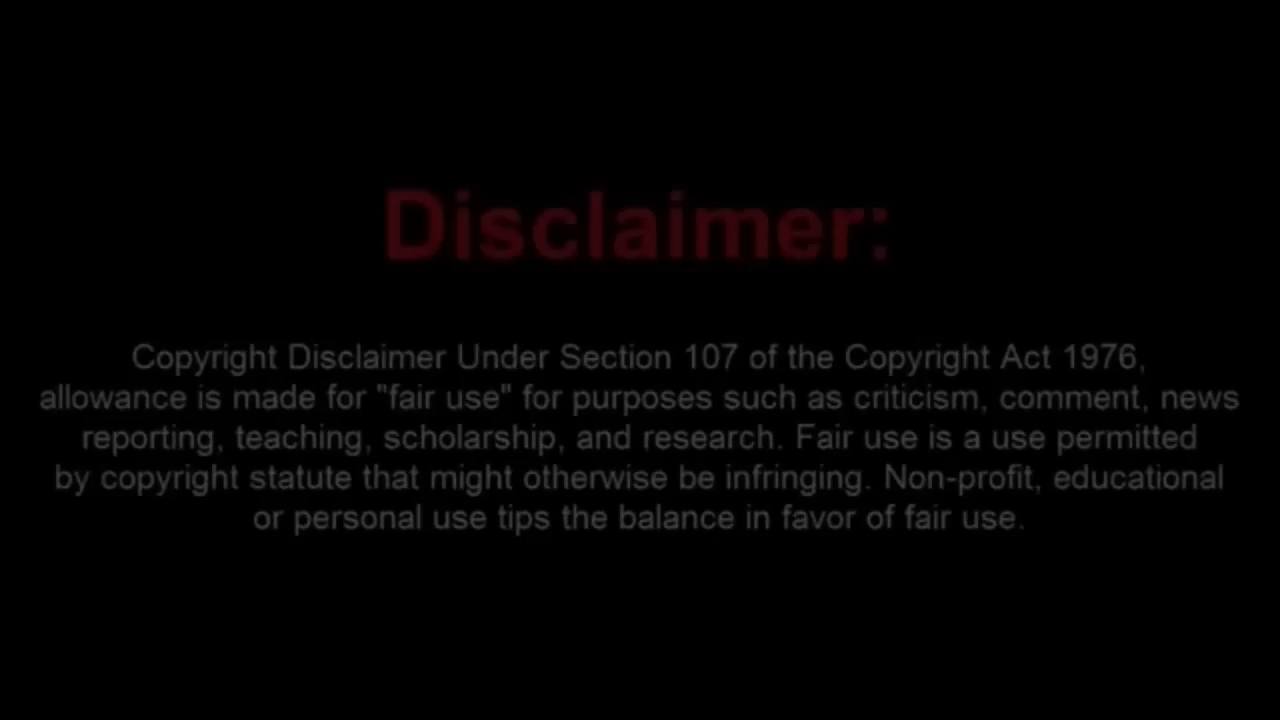 Disclaimer:
Copyright Disclaimer Under Section 107 of the Copyright Act 1976,
allowance is made for "fair use" for purposes such as criticism, comment, news
reporting, teaching, scholarship, and research. Fair use is a use permitted
by copyright statute that might otherwise be infringing. Non-profit, educational
or personal use tips the balance in favor of fair use.